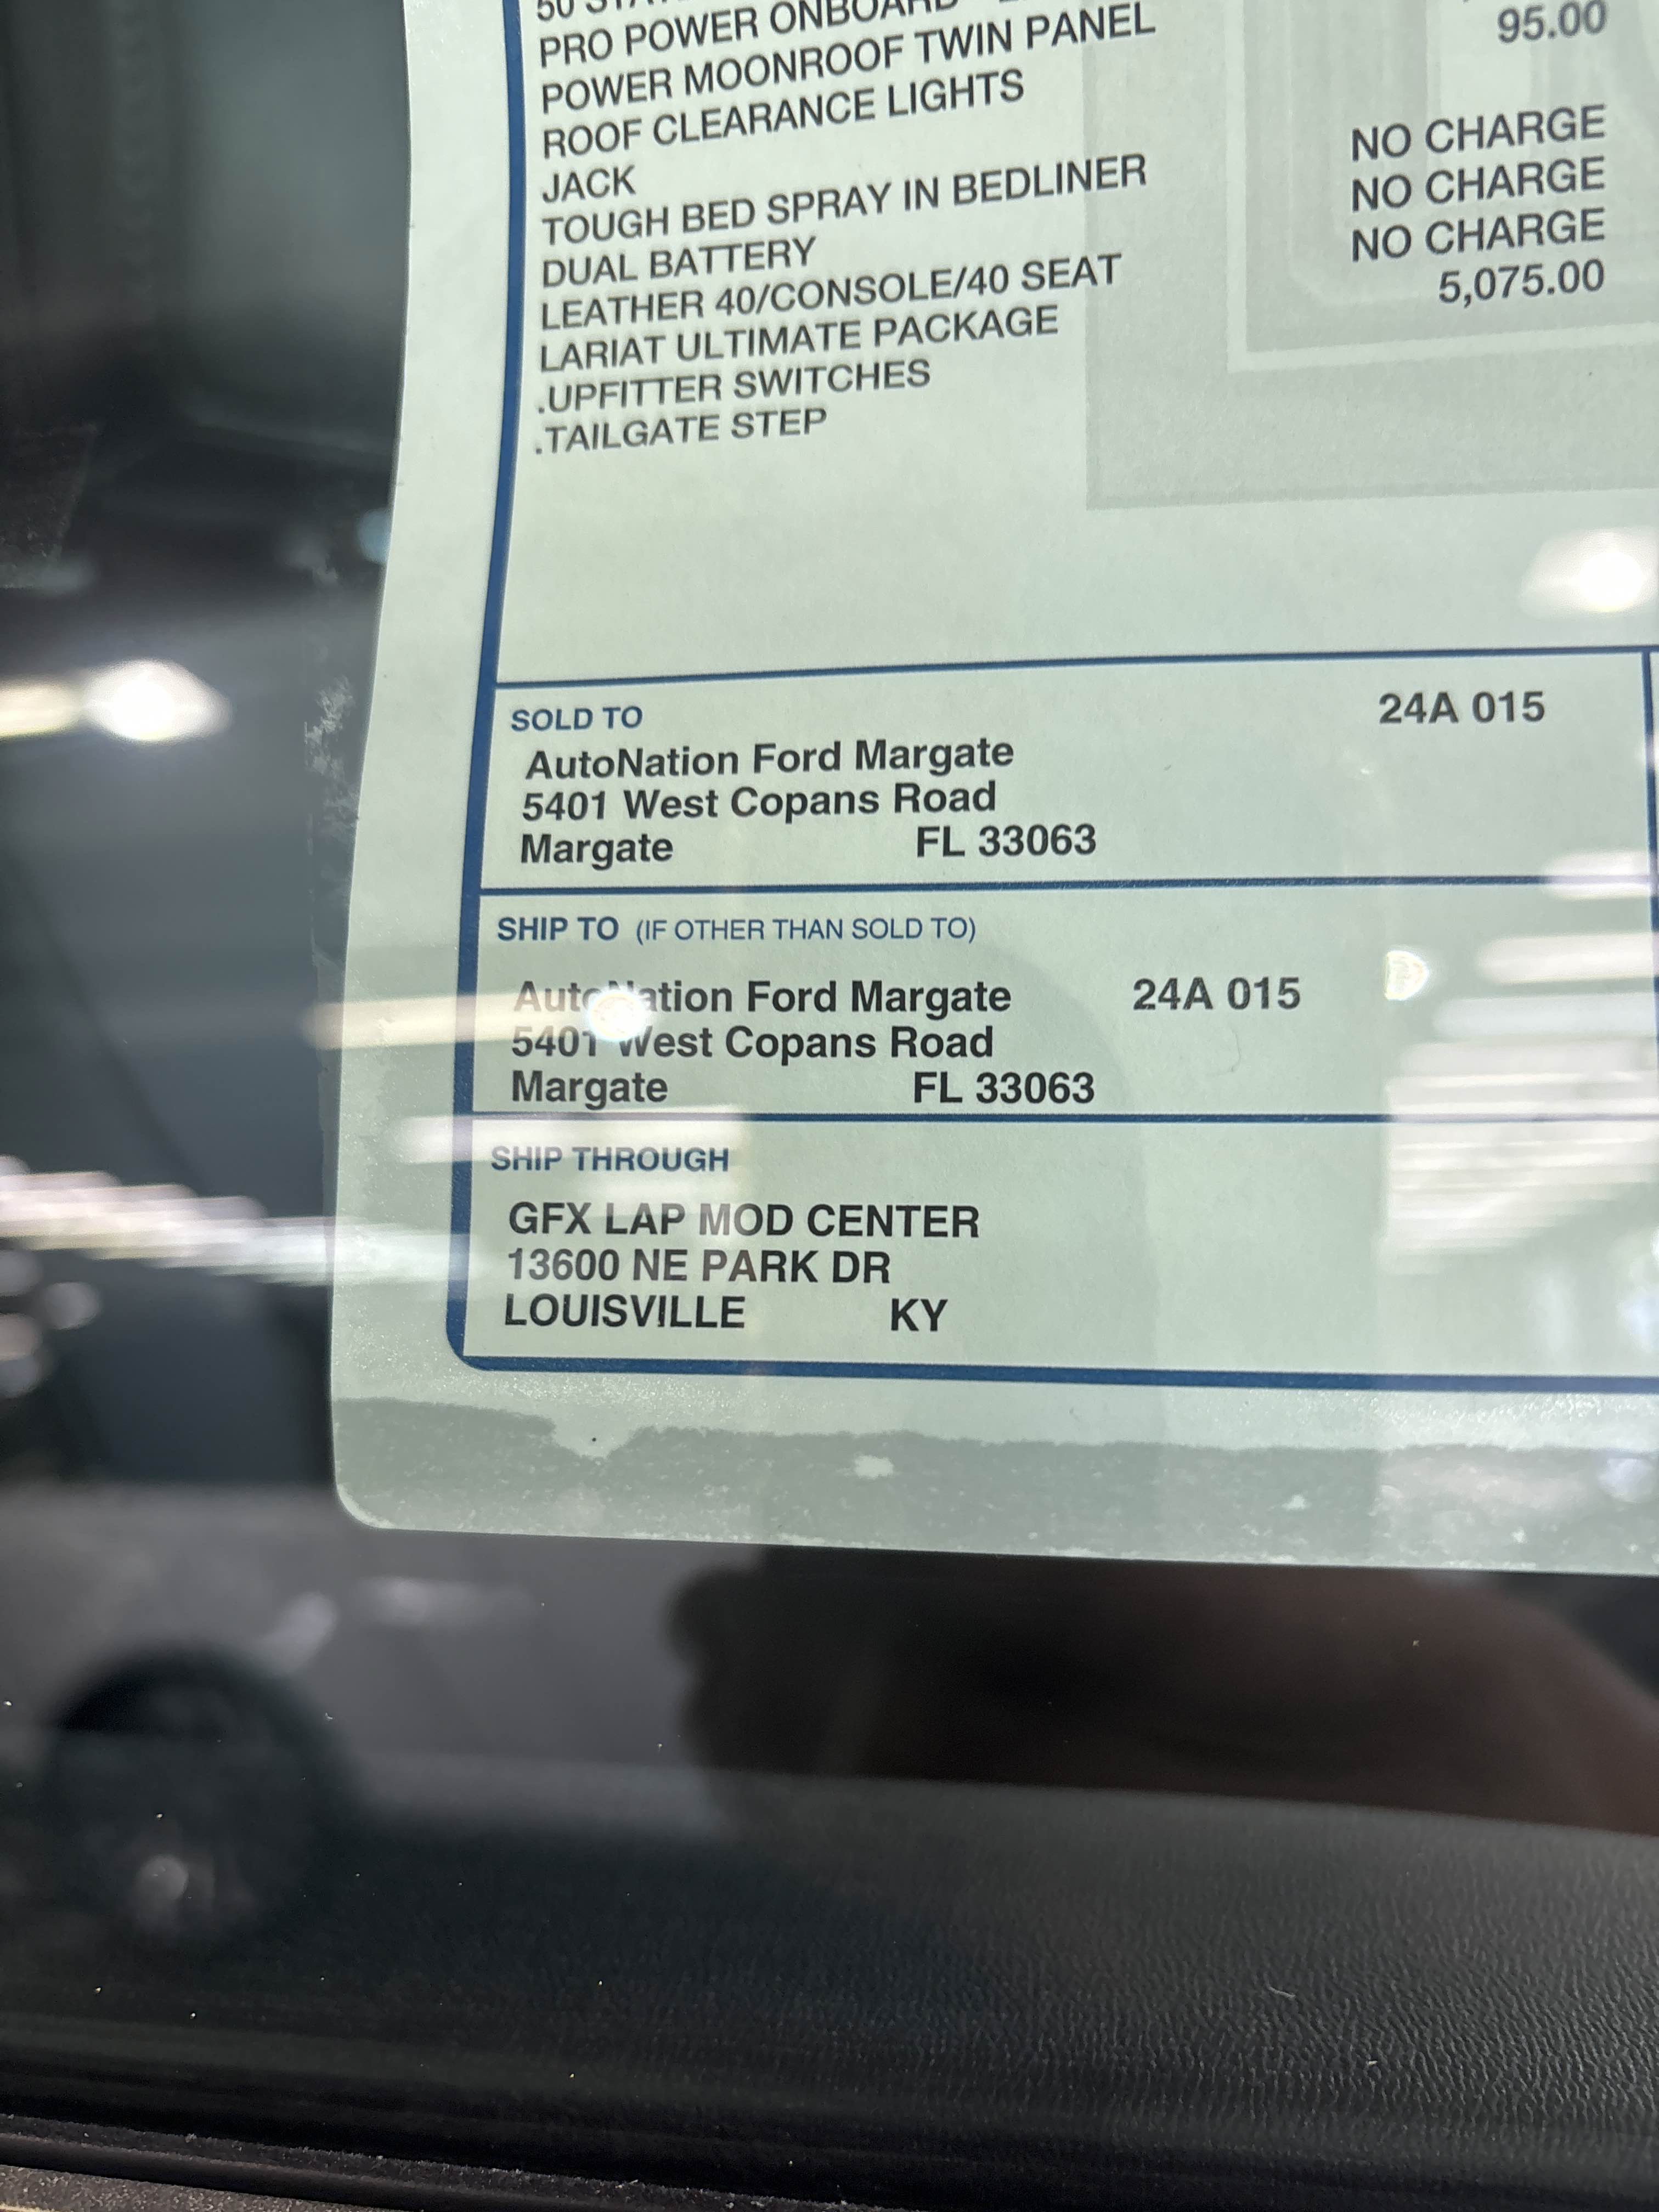 PRO POWER ONBOARD
POWER MOONROOF TWIN PANEL 95.00
ROOF CLEARANCE LIGHTS
JACK NO CHARGE
TOUGH BED SPRAY IN BEDLINER NO CHARGE
DUAL BATTERY NO CHARGE
LEATHER 40/CONSOLE/40 SEAT 5,075.00
LARIAT ULTIMATE PACKAGE
.UPFITTER SWITCHES
.TAILGATE STEP
SOLD TO 24A 015
AutoNation Ford Margate
5401 West Copans Road
Margate FL 33063
SHIP TO (IF OTHER THAN SOLD TO)
AutoNation Ford Margate 24A 015
5401 West Copans Road
Margate FL 33063
SHIP THROUGH
GFX LAP MOD CENTER
13600 NE PARK DR
LOUISVILLE KY